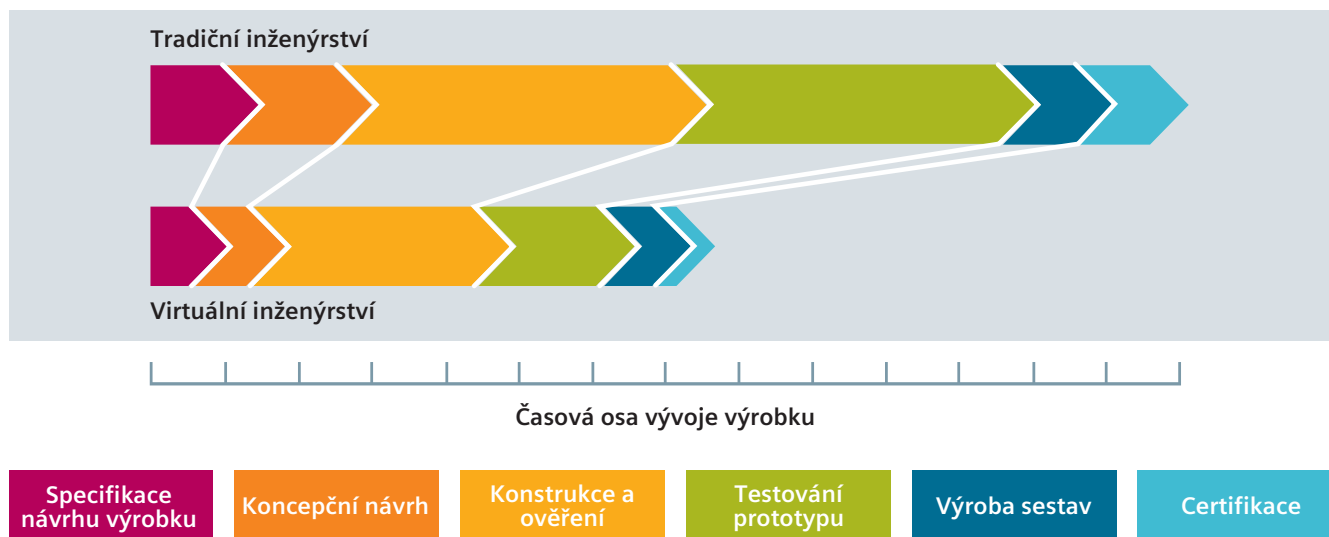 Tradiční inženýrství
Virtuální inženýrství
Časová osa vývoje výrobku
Specifikace
návrhu výrobku
Koncepční návrh
Konstrukce a
ověření
Testování
prototypu
Výroba sestav
Certifikace